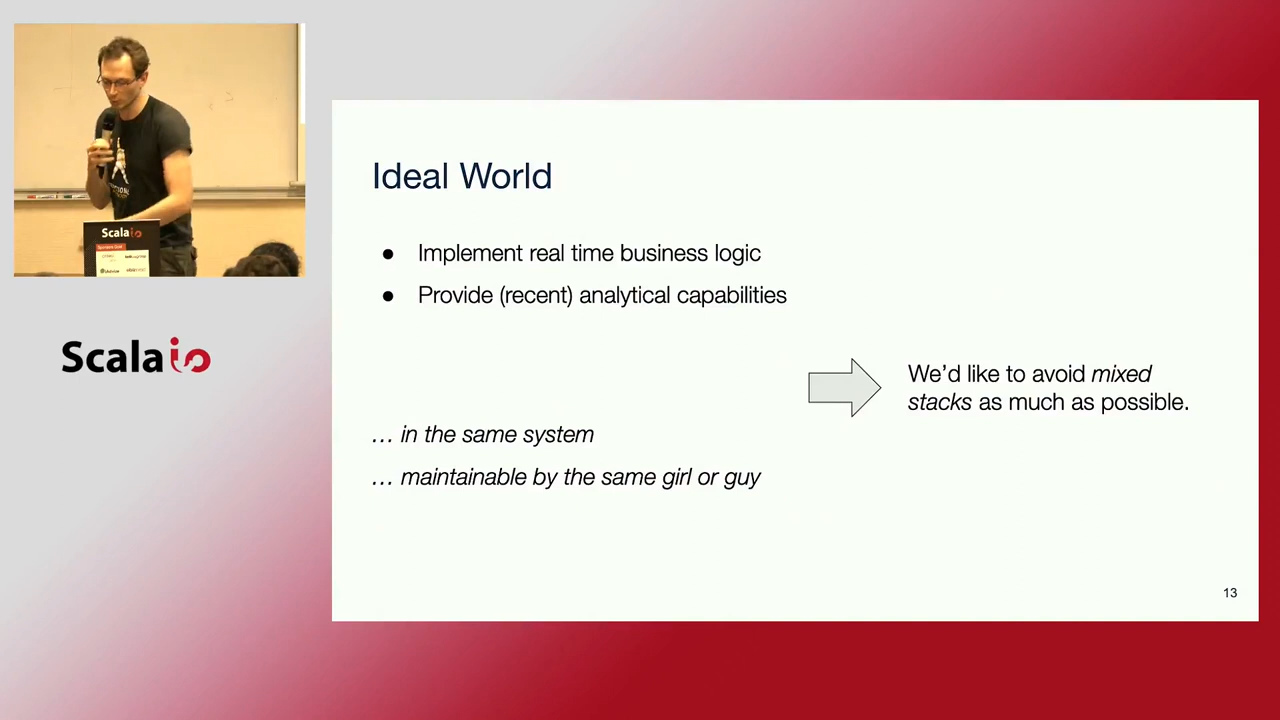 Scalaio
Scalaio
Ideal World
● Implement real time business logic
● Provide (recent) analytical capabilities
We'd like to avoid mixed
stacks as much as possible.
… in the same system
… maintainable by the same girl or guy
13